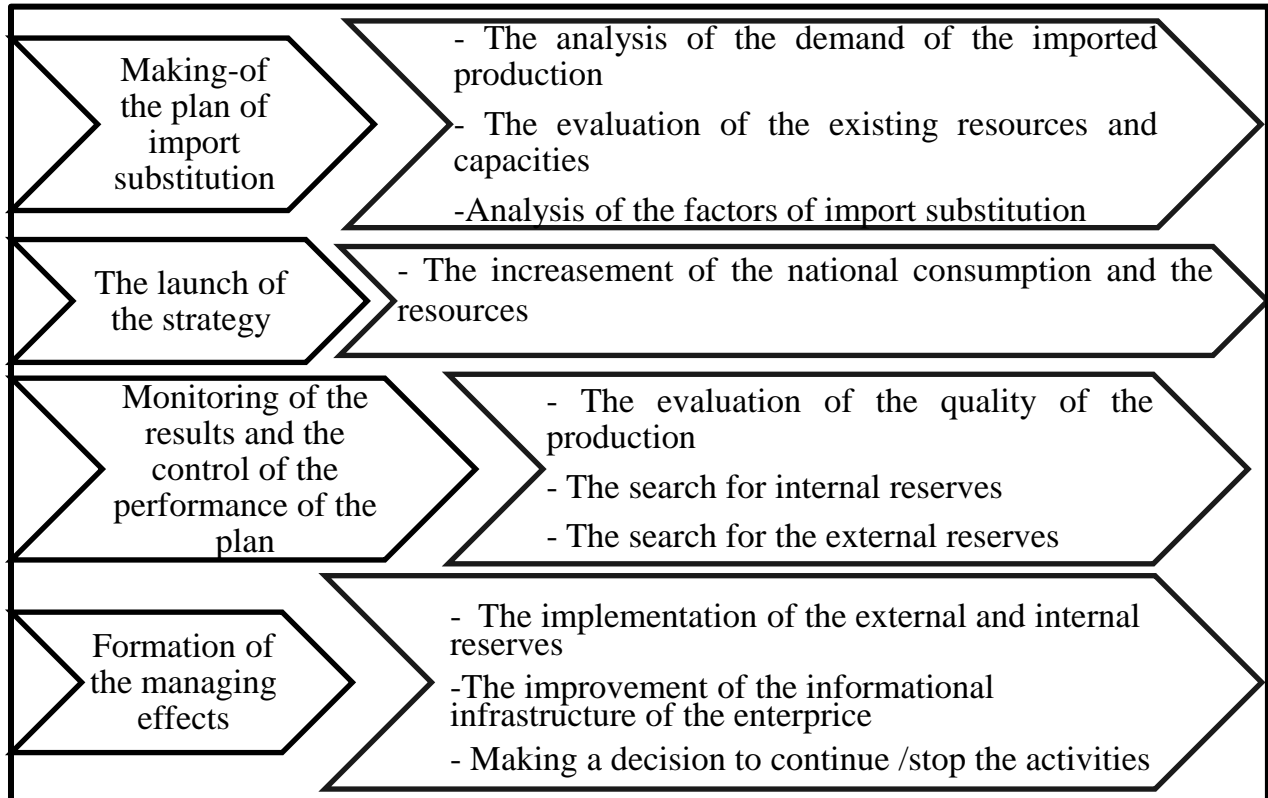 Making-of
the plan of
import
substitution
- The analysis of the demand of the imported
production
- The evaluation of the existing resources and
capacities
-Analysis of the factors of import substitution
The launch of
the strategy
- The increasement of the national consumption and the
resources
Monitoring of the
results and the
control of the
performance of the
plan
- The evaluation of the quality of the
production
- The search for internal reserves
- The search for the external reserves
Formation of
the managing
effects
- The implementation of the external and internal
reserves
-The improvement of the informational
infrastructure of the enterprice
- Making a decision to continue /stop the activities